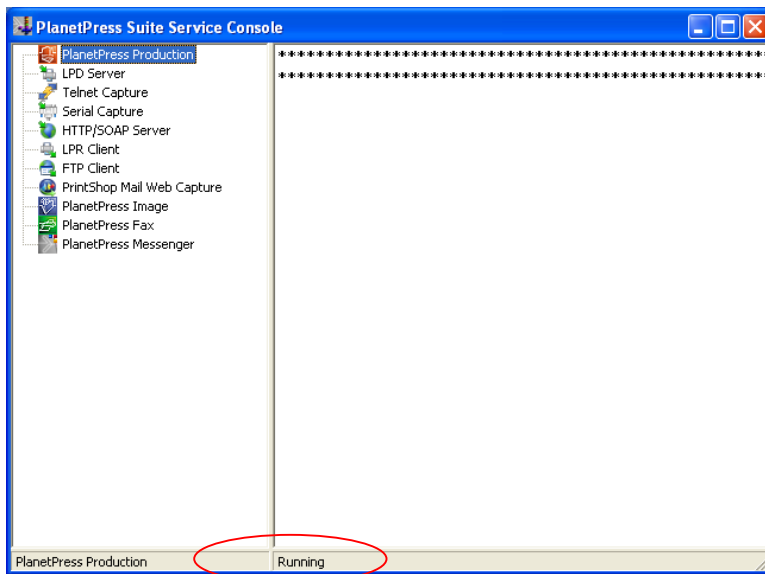 PlanetPress Suite Service Console
PlanetPress Production
LPD Server
Telnet Capture
Serial Capture
HTTP/SOAP Server
LPR Client
FTP Client
PrintShop Mail Web Capture
PlanetPress Image
PlanetPress Fax
PlanetPress Messenger
****************************************************
****************************************************
PlanetPress Production
Running